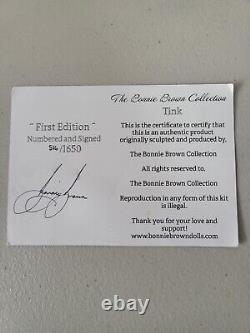 The Bonnie Brown Collection
Tink
~ First Edition ~
Numbered and Signed
/1650
This is the certificate to certify that
this is an authentic product
originally sculpted and produced by,
The Bonnie Brown Collection
All rights reserved to,
The Bonnie Brown Collection
Reproduction in any form of this kit
is illegal.
Thank you for your love and
support!
www.bonniebrowndolls.com